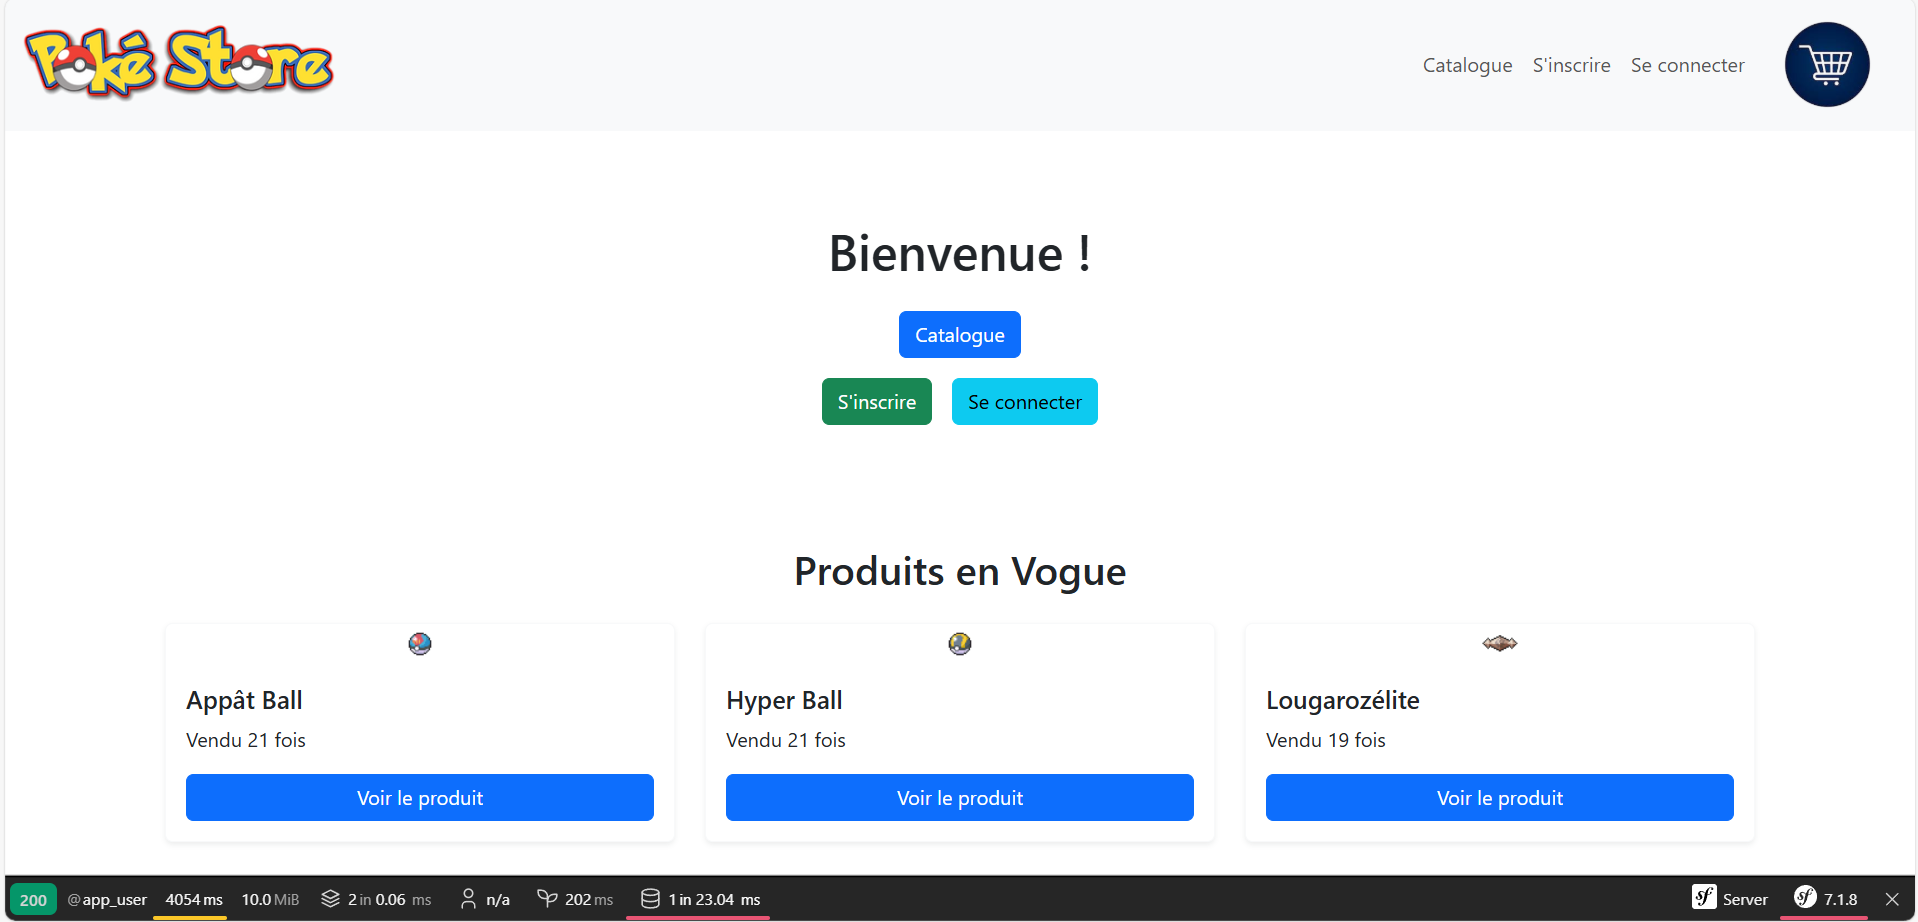 Poké Store
Catalogue S'inscrire Se connecter
Bienvenue !
Catalogue
S'inscrire Se connecter
Produits en Vogue
Appât Ball
Vendu 21 fois
Voir le produit
Hyper Ball
Vendu 21 fois
Voir le produit
Lougarozélite
Vendu 19 fois
Voir le produit
200 @app_user 4054 ms 10.0 MiB 2 in 0.06 ms n/a 202 ms 1 in 23.04 ms sf Server sf 7.1.8